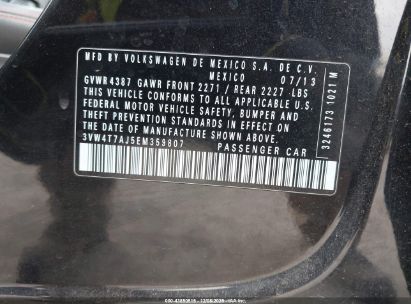 MFD BY VOLKSWAGEN DE MEXICO S.A. DE C.V.
MEXICO 07/13
GVWR 4387 GAWR FRONT 2271 / REAR 2227 LBS
THIS VEHICLE CONFORMS TO ALL APPLICABLE U.S.
FEDERAL MOTOR VEHICLE SAFETY, BUMPER AND
THEFT PREVENTION STANDARDS IN EFFECT ON
THE DATE OF MANUFACTURE SHOWN ABOVE.
3VW4T7AJ5EM359807 PASSENGER CAR
3246173 1021 M